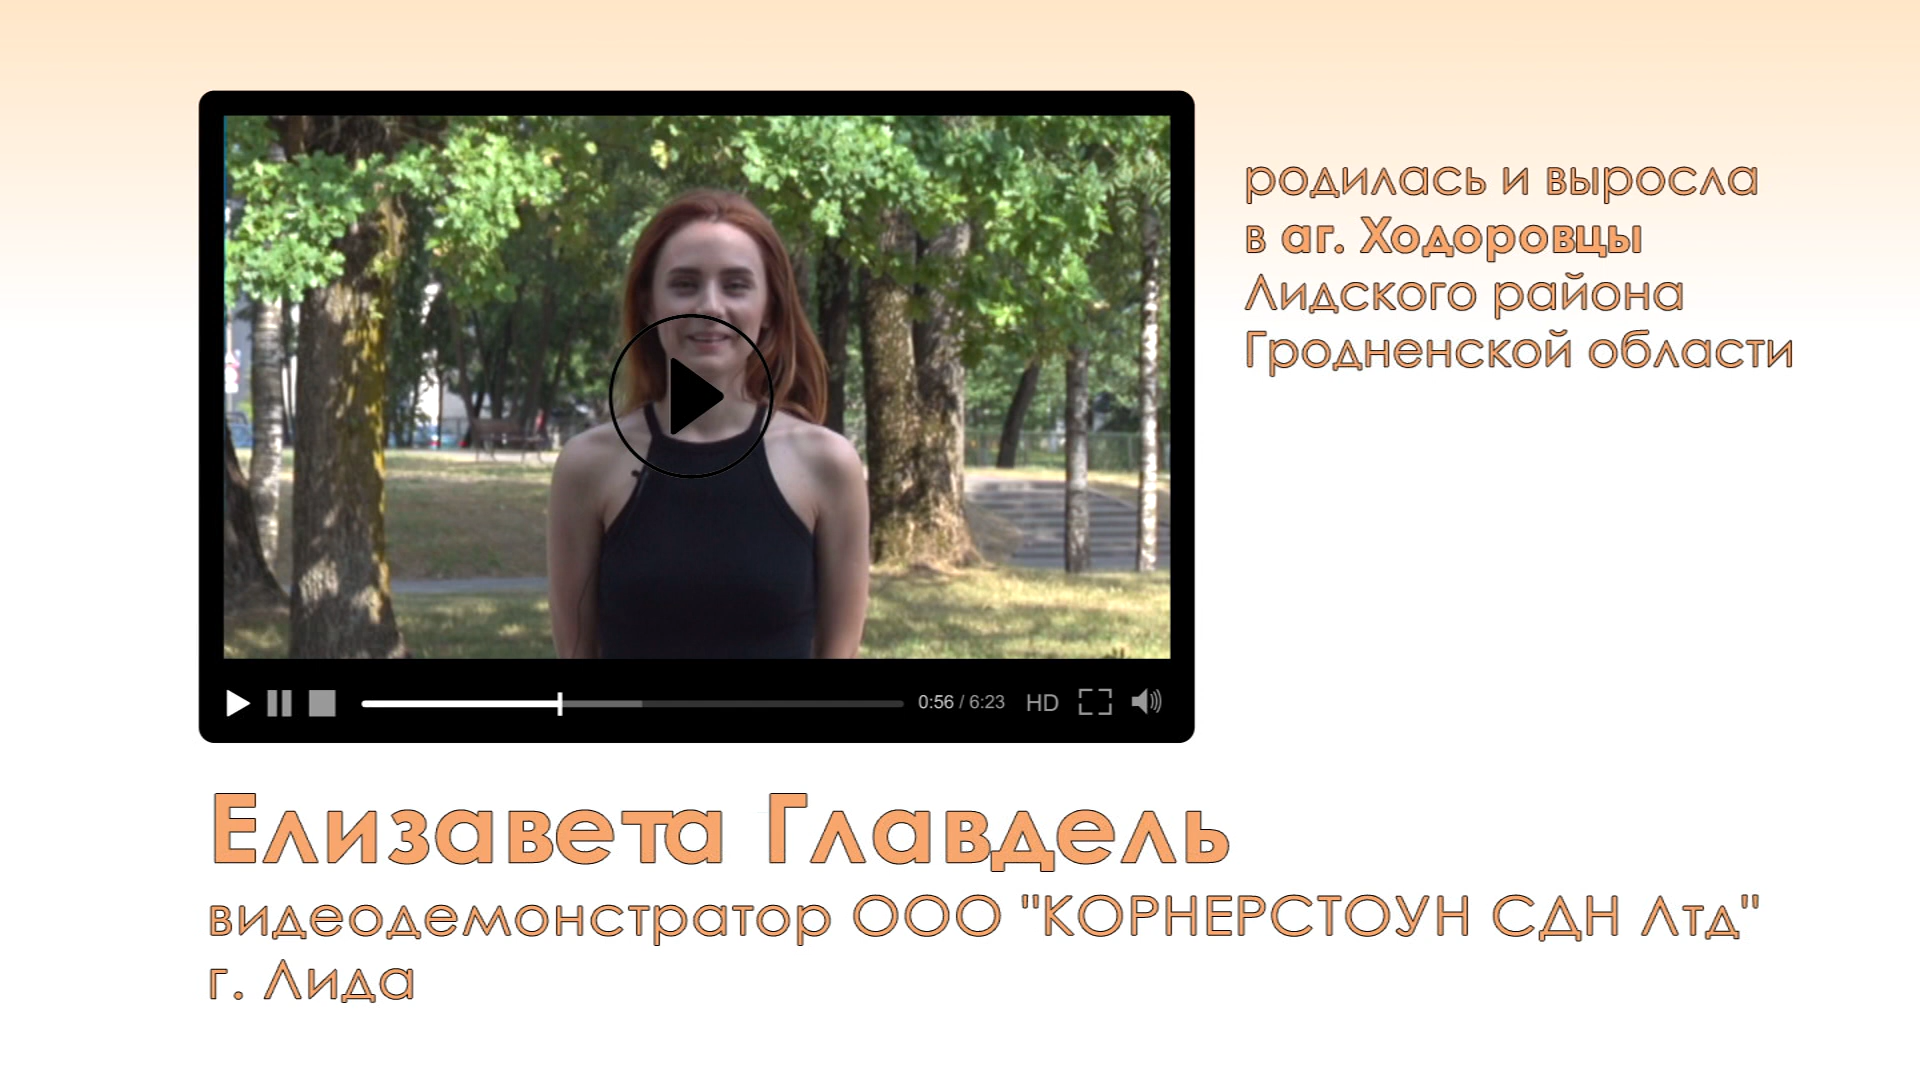 родилась и выросла
в аг. Ходоровцы
Лидского района
Гродненской области
0:56 / 6:23 HD
Елизавета Главдель
видеодемонстратор ООО "КОРНЕРСТОУН СДН Лтд"
г. Лида